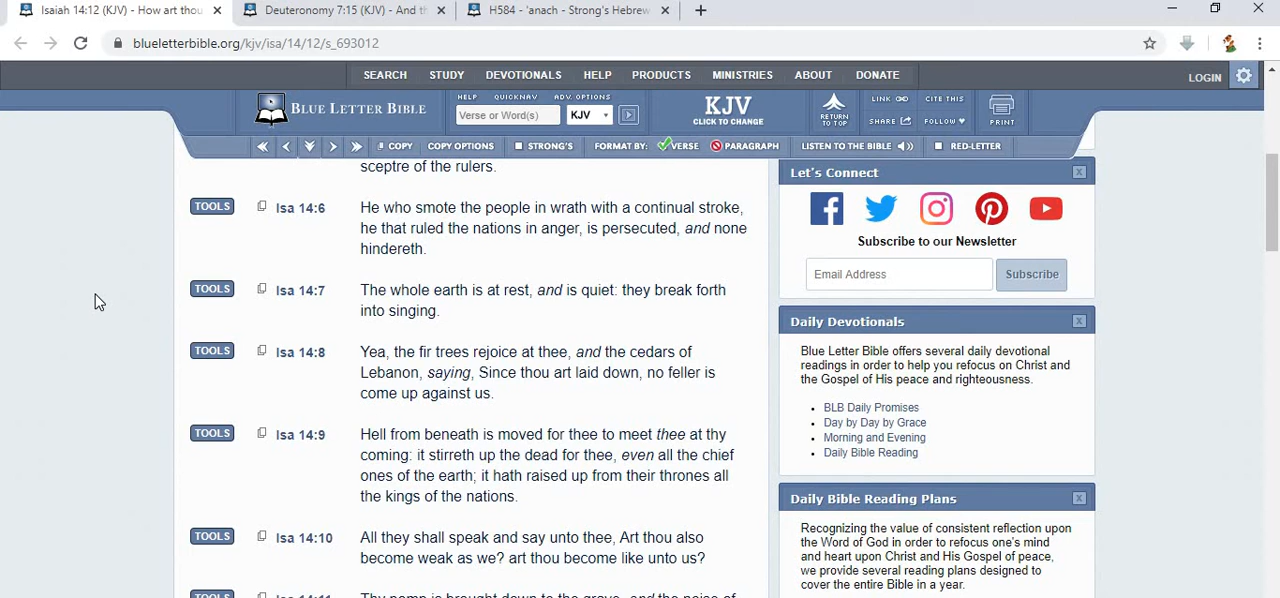 Isaiah 14:12 (KJV) - How art thou
Deuteronomy 7:15 (KJV) - And th
H584 - 'anach - Strong's Hebrew
blueletterbible.org/kjv/isa/14/12/s_693012
SEARCH STUDY DEVOTIONALS HELP PRODUCTS MINISTRIES ABOUT DONATE
LOGIN
BLUE LETTER BIBLE
HELP QUICKNAV ADV. OPTIONS
Verse or Word(s) KJV
KJV
CLICK TO CHANGE
RETURN
TO TOP
LINK CITE THIS
SHARE FOLLOW
PRINT
COPY COPY OPTIONS STRONG'S FORMAT BY: VERSE PARAGRAPH LISTEN TO THE BIBLE RED-LETTER
sceptre of the rulers.
TOOLS Isa 14:6 He who smote the people in wrath with a continual stroke,
he that ruled the nations in anger, is persecuted, and none
hindereth.
TOOLS Isa 14:7 The whole earth is at rest, and is quiet: they break forth
into singing.
TOOLS Isa 14:8 Yea, the fir trees rejoice at thee, and the cedars of
Lebanon, saying, Since thou art laid down, no feller is
come up against us.
TOOLS Isa 14:9 Hell from beneath is moved for thee to meet thee at thy
coming: it stirreth up the dead for thee, even all the chief
ones of the earth; it hath raised up from their thrones all
the kings of the nations.
TOOLS Isa 14:10 All they shall speak and say unto thee, Art thou also
become weak as we? art thou become like unto us?
TOOLS Isa 14:11 Thy pomp is brought down to the grave, and the noise of
Let's Connect
Subscribe to our Newsletter
Email Address Subscribe
Daily Devotionals
Blue Letter Bible offers several daily devotional
readings in order to help you refocus on Christ and
the Gospel of His peace and righteousness.
BLB Daily Promises
Day by Day by Grace
Morning and Evening
Daily Bible Reading
Daily Bible Reading Plans
Recognizing the value of consistent reflection upon
the Word of God in order to refocus one's mind
and heart upon Christ and His Gospel of peace,
we provide several reading plans designed to
cover the entire Bible in a year.